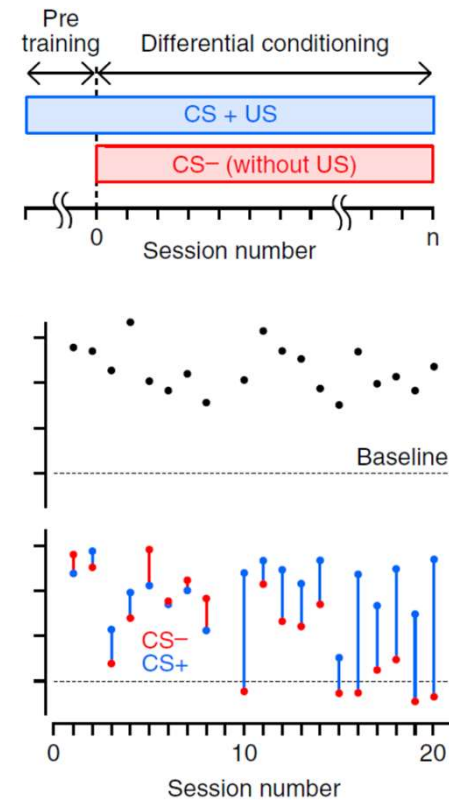 Pre
training
Differential conditioning
CS + US
CS− (without US)
0
n
Session number
Baseline
CS−
CS+
0
10
20
Session number